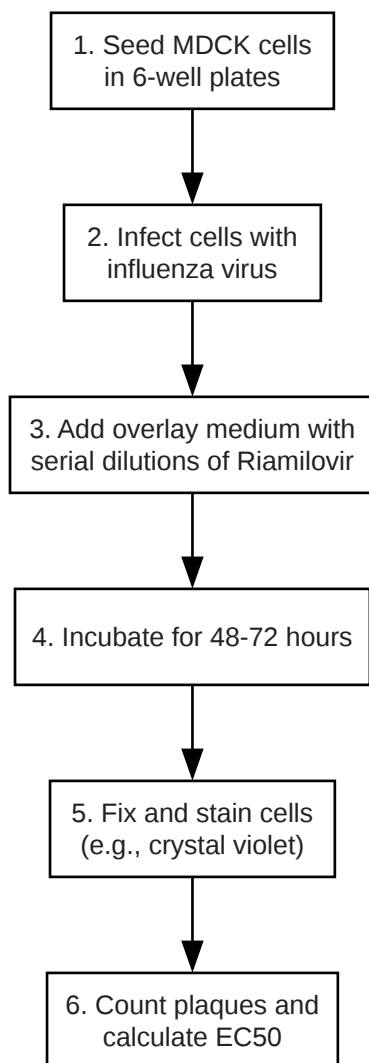 1. Seed MDCK cells
in 6-well plates
2. Infect cells with
influenza virus
3. Add overlay medium with
serial dilutions of Riamilovir
4. Incubate for 48-72 hours
5. Fix and stain cells
(e.g., crystal violet)
6. Count plaques and
calculate EC50